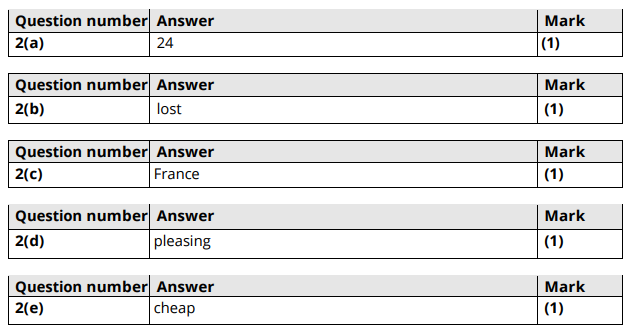 Question number Answer Mark
2(a) 24 (1)
Question number Answer Mark
2(b) lost (1)
Question number Answer Mark
2(c) France (1)
Question number Answer Mark
2(d) pleasing (1)
Question number Answer Mark
2(e) cheap (1)